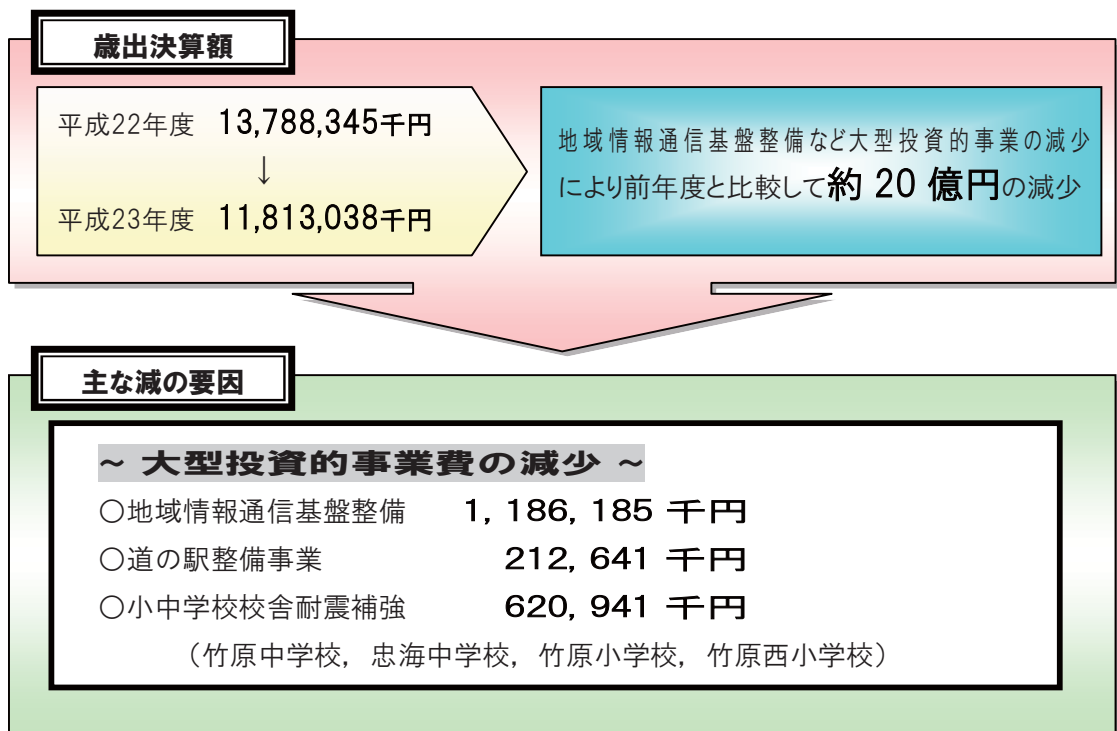 歳出決算額
平成22年度 13,788,345千円
↓
平成23年度 11,813,038千円
地域情報通信基盤整備など大型投資的事業の減少
により前年度と比較して約 20 億円の減少
主な減の要因
~ 大型投資的事業費の減少 ~
○地域情報通信基盤整備 1, 186, 185 千円
○道の駅整備事業 212, 641 千円
○小中学校校舎耐震補強 620, 941 千円
（竹原中学校，忠海中学校，竹原小学校，竹原西小学校）